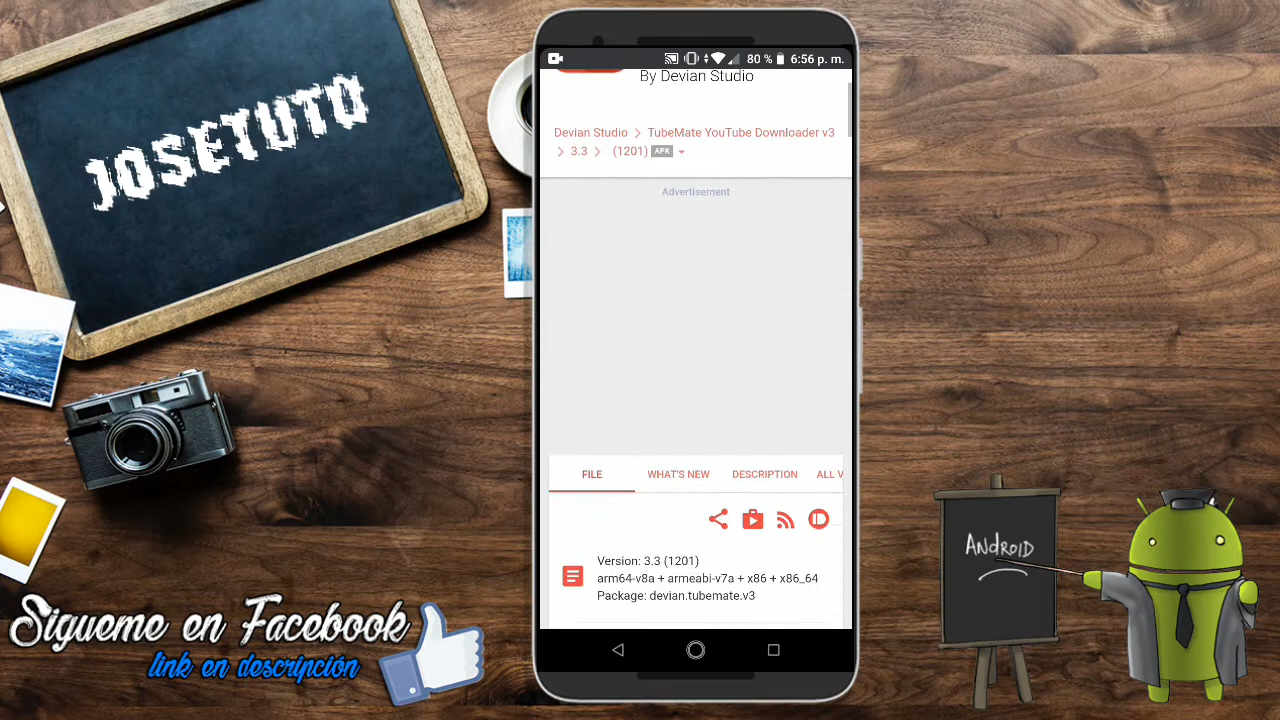 JOSETUTO
80 % 6:56 p. m.
By Devian Studio
Devian Studio > TubeMate YouTube Downloader v3
> 3.3 > (1201) APK
Advertisement
FILE WHAT'S NEW DESCRIPTION ALL V
Version: 3.3 (1201)
arm64-v8a + armeabi-v7a + x86 + x86_64
Package: devian.tubemate.v3
ANDROID
Sigueme en Facebook
link en descripción